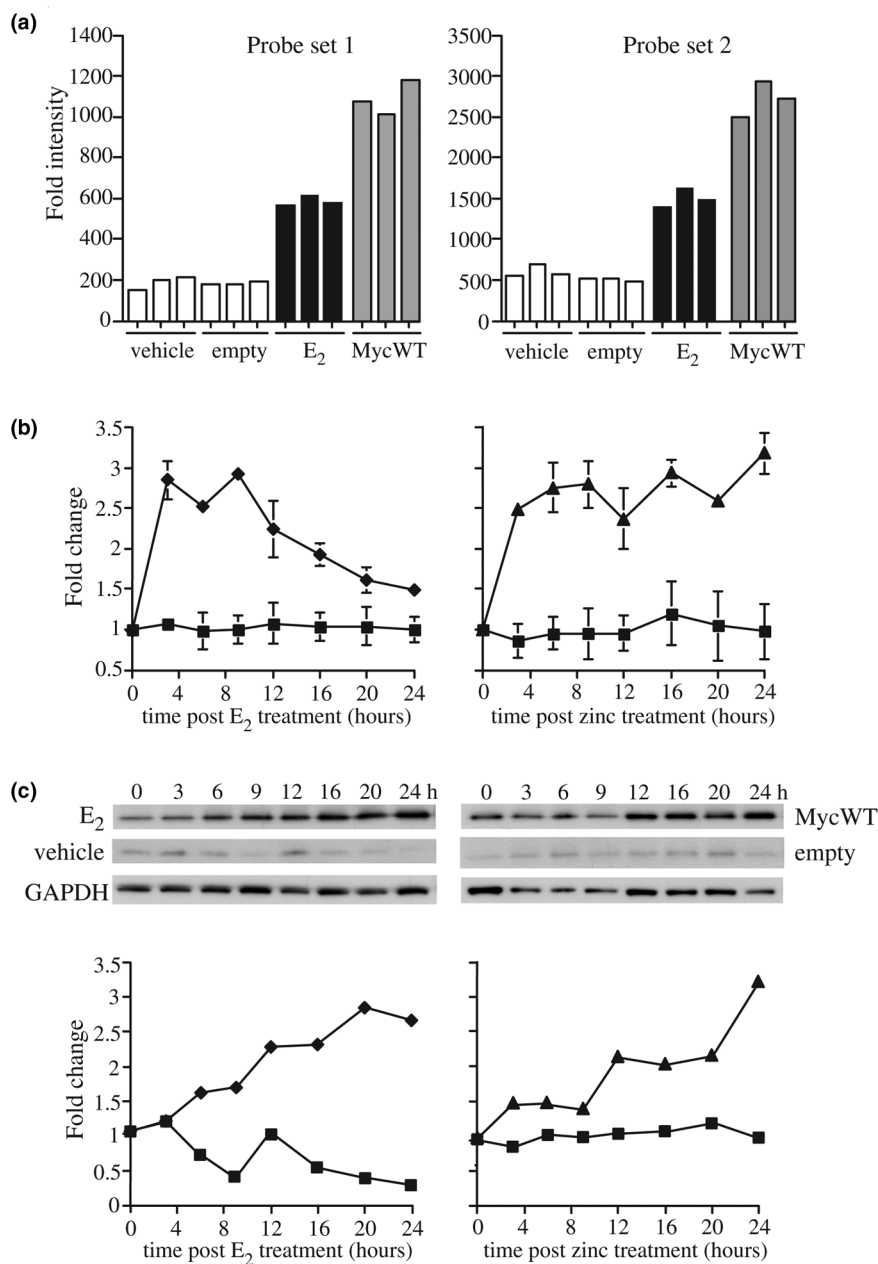 (a)
Probe set 1
Probe set 2
Fold intensity
1400
1200
1000
800
600
400
200
0
vehicle empty E2 MycWT
3500
3000
2500
2000
1500
1000
500
0
vehicle empty E2 MycWT
(b)
Fold change
3.5
3
2.5
2
1.5
1
0.5
0 4 8 12 16 20 24
time post E2 treatment (hours)
0 4 8 12 16 20 24
time post zinc treatment (hours)
(c)
0 3 6 9 12 16 20 24 h
0 3 6 9 12 16 20 24 h
E2
MycWT
vehicle
empty
GAPDH
Fold change
3.5
3
2.5
2
1.5
1
0.5
0
0 4 8 12 16 20 24
time post E2 treatment (hours)
0 4 8 12 16 20 24
time post zinc treatment (hours)